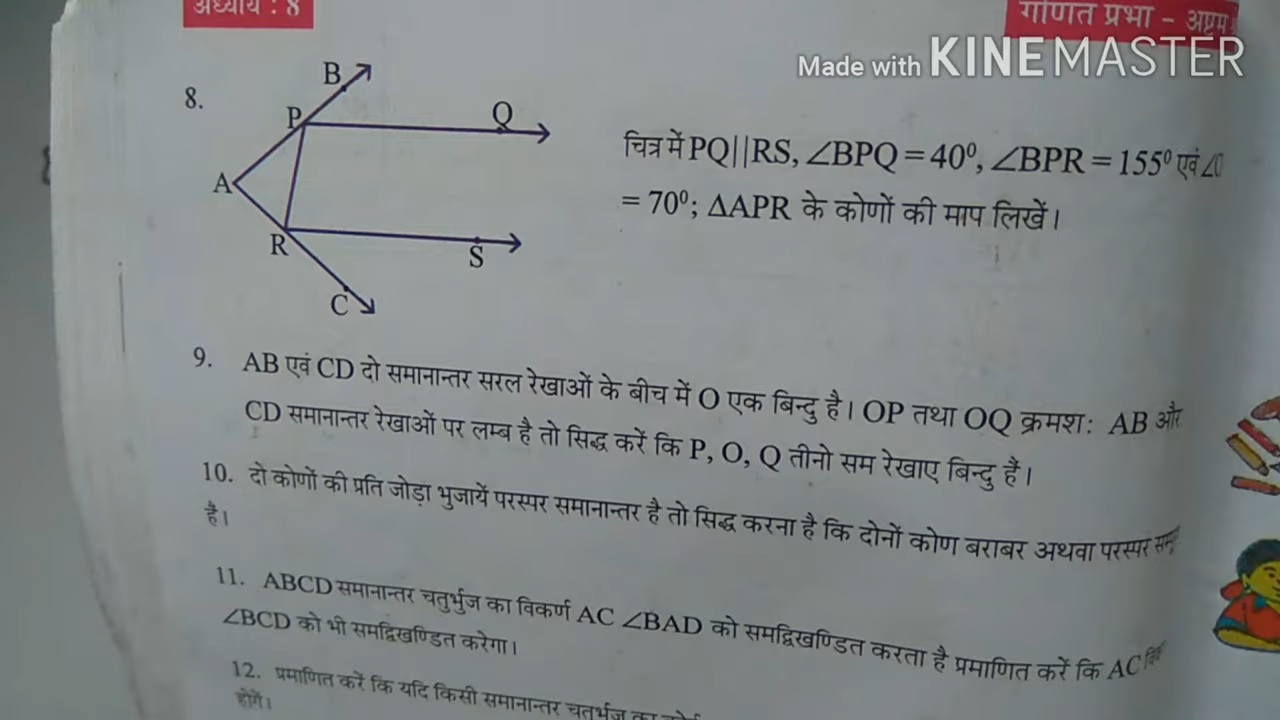 अध्याय : 8
गणित प्रभा - अष्टम
Made with KINEMASTER
8.
B
P
Q
A
R
S
C
चित्र में PQ||RS, ∠BPQ = 40⁰, ∠BPR = 155⁰ एवं ∠
= 70⁰; ΔAPR के कोणों की माप लिखें।
9. AB एवं CD दो समानान्तर सरल रेखाओं के बीच में O एक बिन्दु है। OP तथा OQ क्रमश: AB और
CD समानान्तर रेखाओं पर लम्ब है तो सिद्ध करें कि P, O, Q तीनो सम रेखाए बिन्दु हैं।
10. दो कोणों की प्रति जोड़ा भुजायें परस्पर समानान्तर है तो सिद्ध करना है कि दोनों कोण बराबर अथवा परस्पर
है।
11. ABCD समानान्तर चतुर्भुज का विकर्ण AC ∠BAD को समद्विखण्डित करता है प्रमाणित करें कि AC
∠BCD को भी समद्विखण्डित करेगा।
12. प्रमाणित करें कि यदि किसी समानान्तर चतुर्भुज का
होगें।